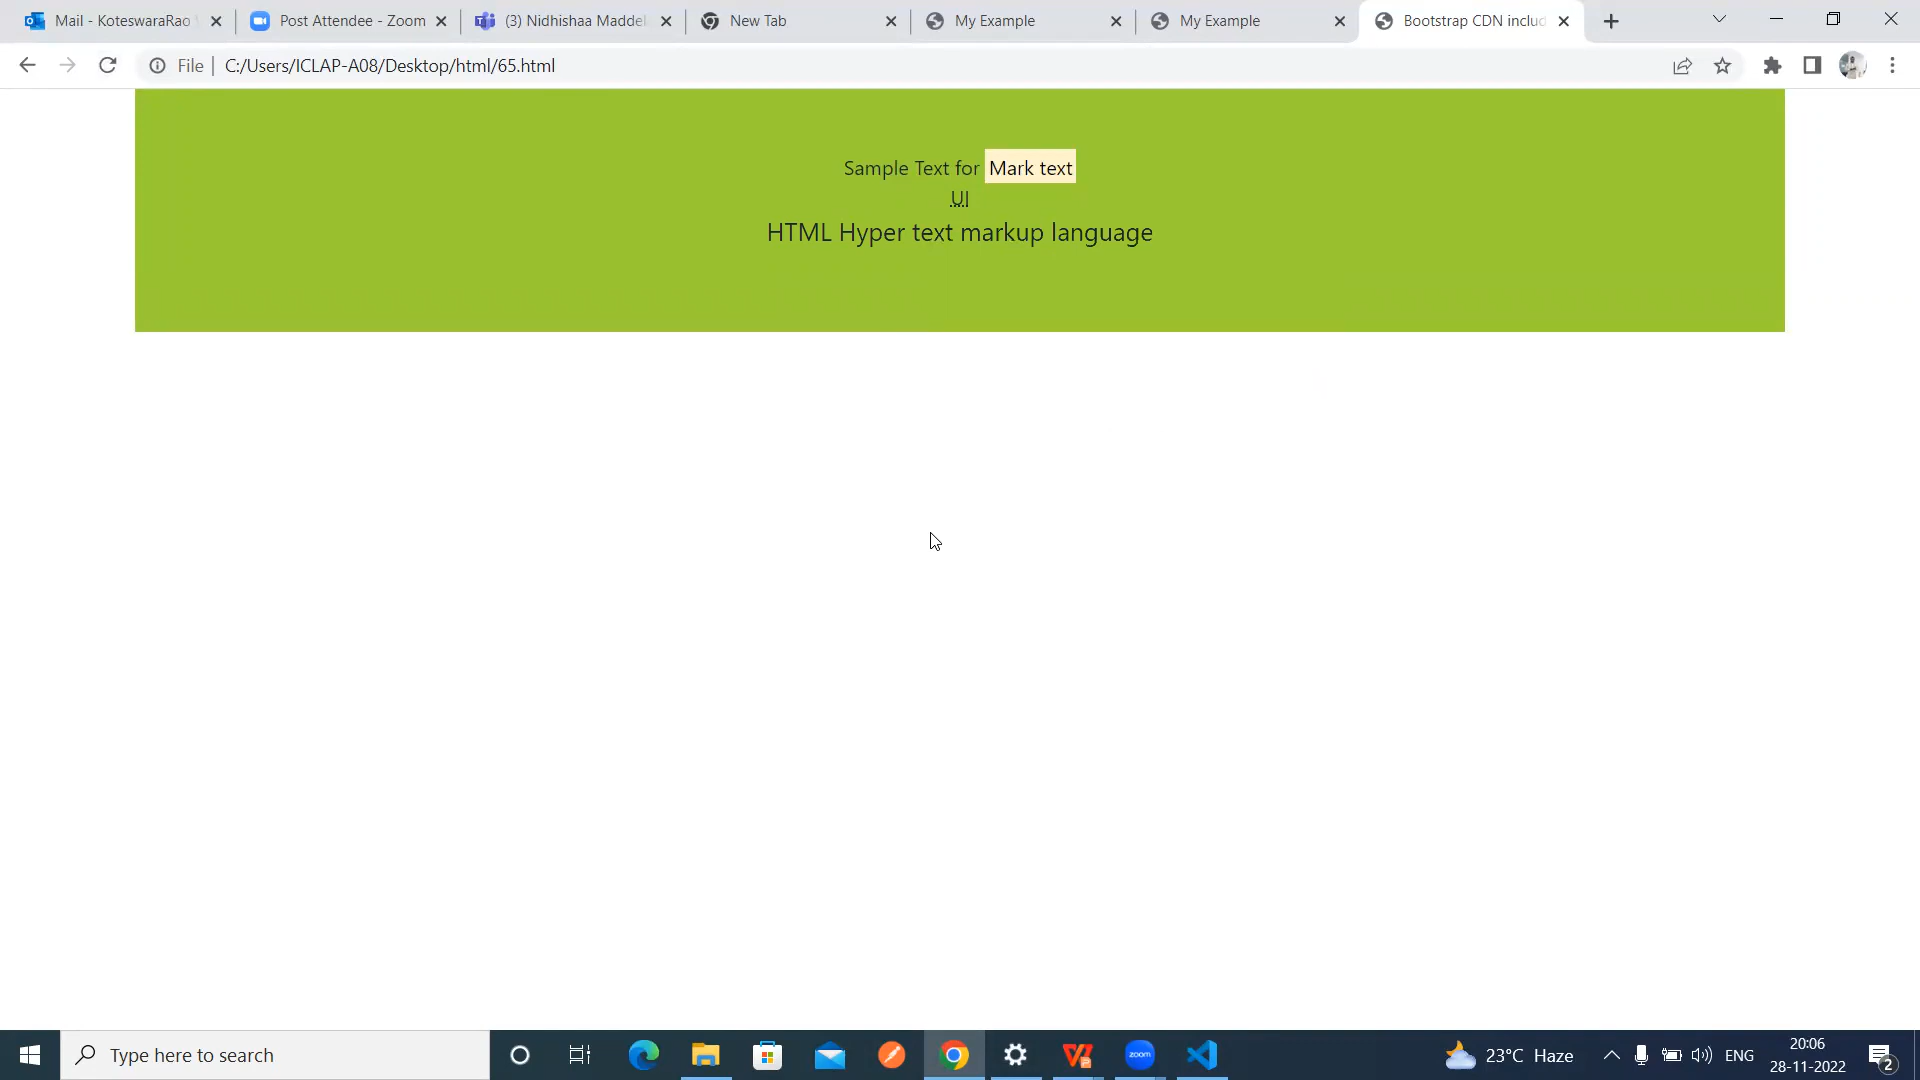 Mail - KoteswaraRao
Post Attendee - Zoom
(3) Nidhishaa Maddel
New Tab
My Example
My Example
Bootstrap CDN includ
File
C:/Users/ICLAP-A08/Desktop/html/65.html
Sample Text for Mark text
UI
HTML Hyper text markup language
Type here to search
zoom
23°C Haze
ENG
20:06
28-11-2022
2